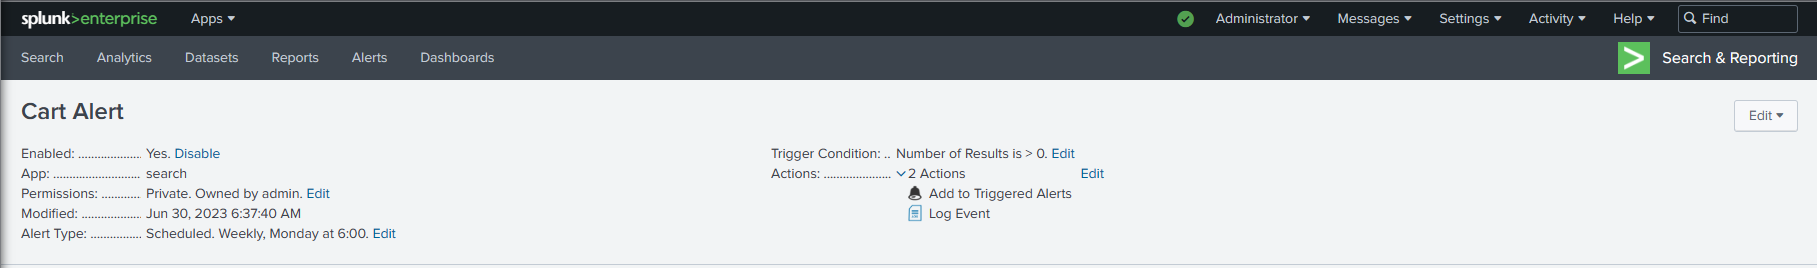 splunk>enterprise Apps Administrator Messages Settings Activity Help Find
Search Analytics Datasets Reports Alerts Dashboards Search & Reporting
Cart Alert
Edit
Enabled: .................... Yes. Disable
App: ............................ search
Permissions: ............. Private. Owned by admin. Edit
Modified: ................... Jun 30, 2023 6:37:40 AM
Alert Type: ................ Scheduled. Weekly, Monday at 6:00. Edit
Trigger Condition: .. Number of Results is > 0. Edit
Actions: ...................... 2 Actions Edit
Add to Triggered Alerts
Log Event